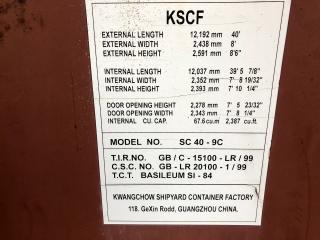 KSCF
EXTERNAL LENGTH 12,192 mm 40'
EXTERNAL WIDTH 2,438 mm 8'
EXTERNAL HEIGHT 2,591 mm 8'6"
INTERNAL LENGTH 12,037 mm 39' 5 7/8"
INTERNAL WIDTH 2,352 mm 7' 8 19/32"
INTERNAL HEIGHT 2,393 mm 7' 10 1/4"
DOOR OPENING HEIGHT 2,278 mm 7' 5 23/32"
DOOR OPENING WIDTH 2,343 mm 7' 8 1/4"
INTERNAL CU. CAP. 67.6 cu.m 2,387 cu.ft.
MODEL NO. SC 40 - 9C
T.I.R.NO. GB / C - 15100 - LR / 99
C.S.C. NO. GB - LR 20100 - 1 / 99
T.C.T. BASILEUM SI - 84
KWANGCHOW SHIPYARD CONTAINER FACTORY
118. GeXin Rodd, GUANGZHOU CHINA.